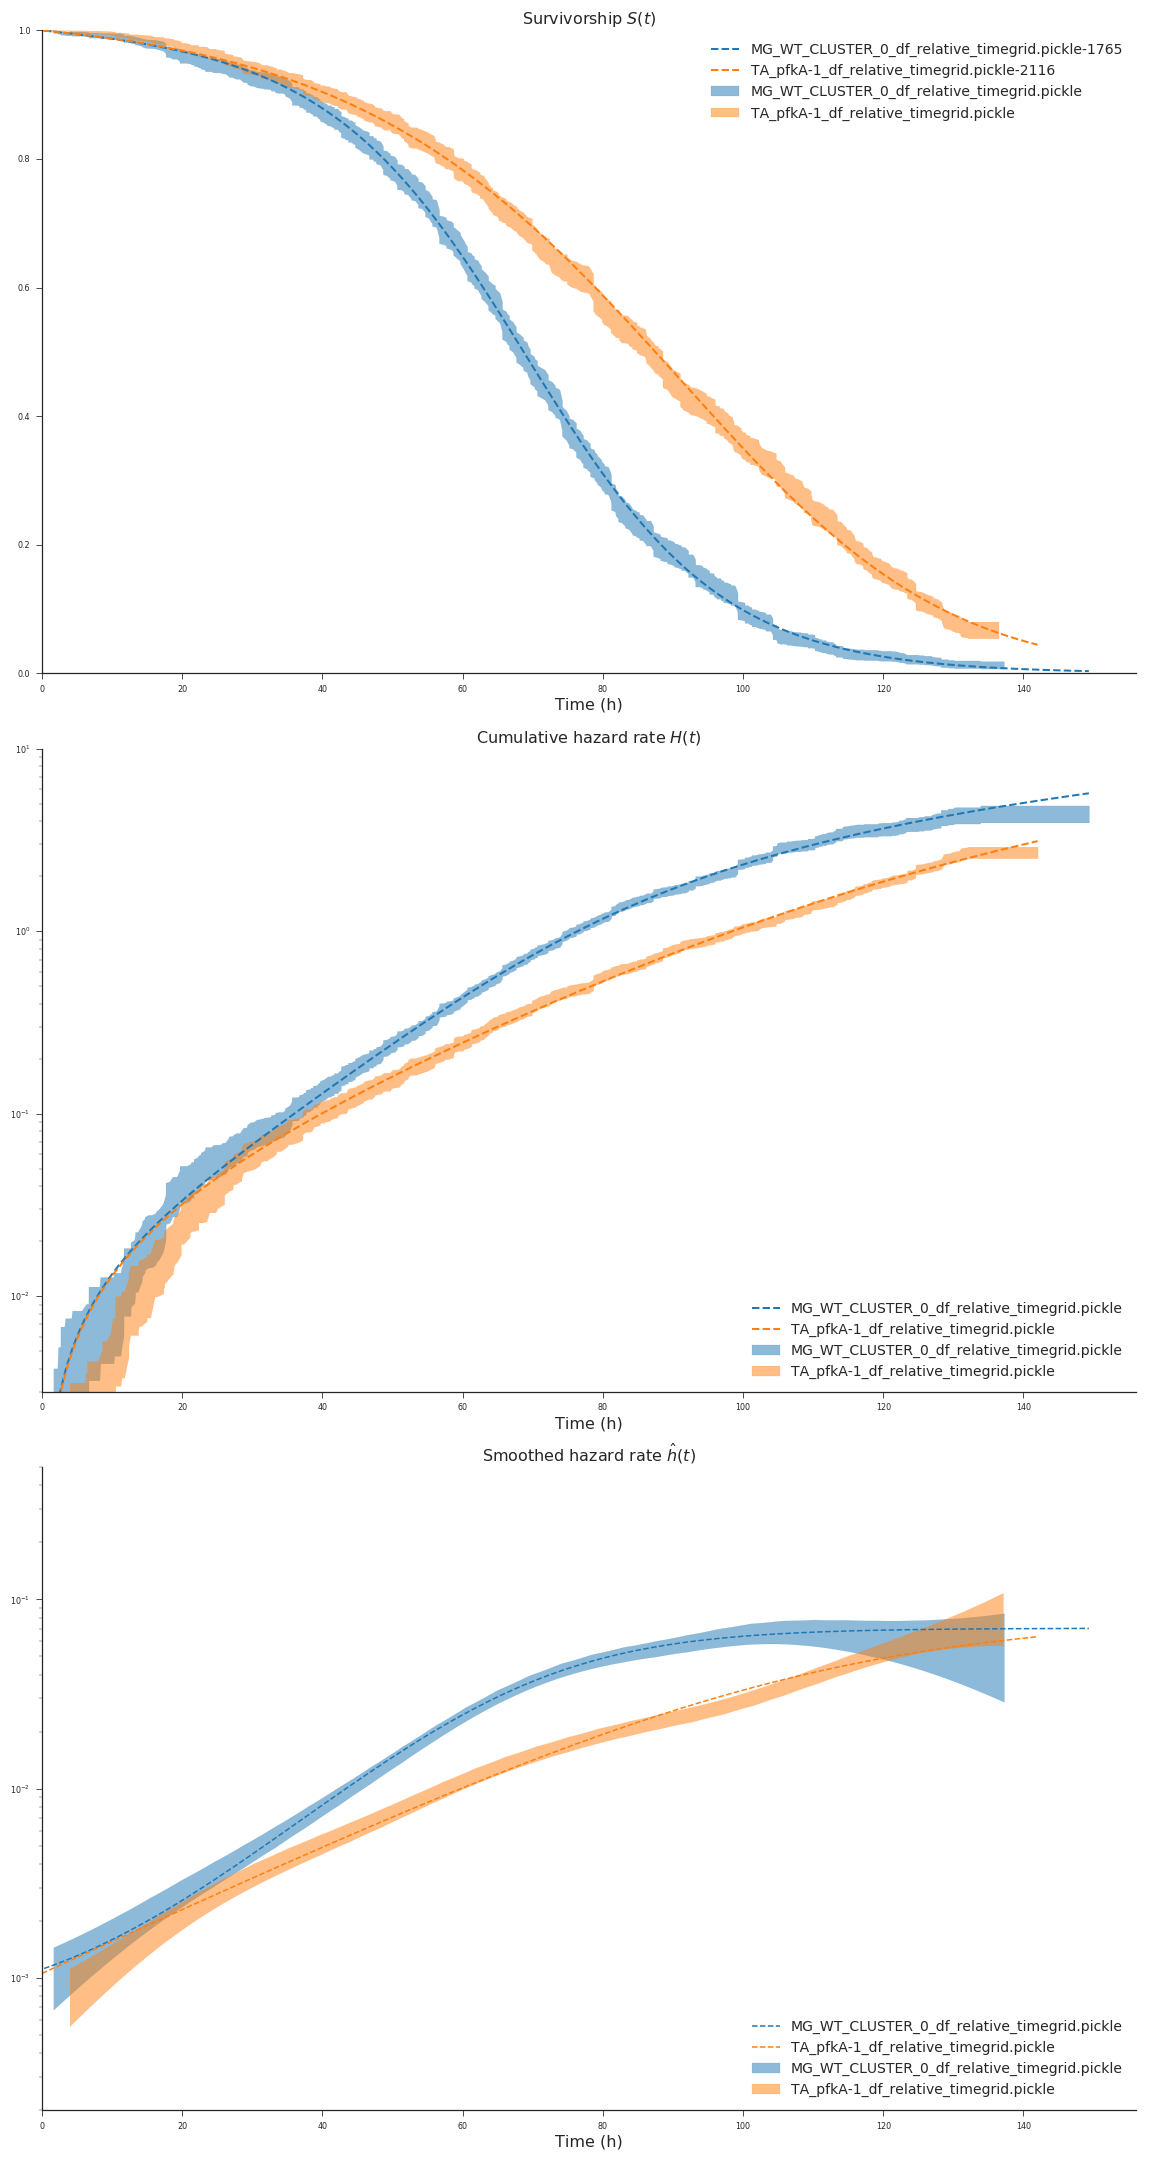 Survivorship S(t)
1.0
0.8
0.6
0.4
0.2
0.0
MG_WT_CLUSTER_0_df_relative_timegrid.pickle-1765
TA_pfkA-1_df_relative_timegrid.pickle-2116
MG_WT_CLUSTER_0_df_relative_timegrid.pickle
TA_pfkA-1_df_relative_timegrid.pickle
0 20 40 60 80 100 120 140
Time (h)
Cumulative hazard rate H(t)
10¹
10⁰
10⁻¹
10⁻²
MG_WT_CLUSTER_0_df_relative_timegrid.pickle
TA_pfkA-1_df_relative_timegrid.pickle
MG_WT_CLUSTER_0_df_relative_timegrid.pickle
TA_pfkA-1_df_relative_timegrid.pickle
0 20 40 60 80 100 120 140
Time (h)
Smoothed hazard rate ĥ(t)
10⁻¹
10⁻²
10⁻³
MG_WT_CLUSTER_0_df_relative_timegrid.pickle
TA_pfkA-1_df_relative_timegrid.pickle
MG_WT_CLUSTER_0_df_relative_timegrid.pickle
TA_pfkA-1_df_relative_timegrid.pickle
0 20 40 60 80 100 120 140
Time (h)